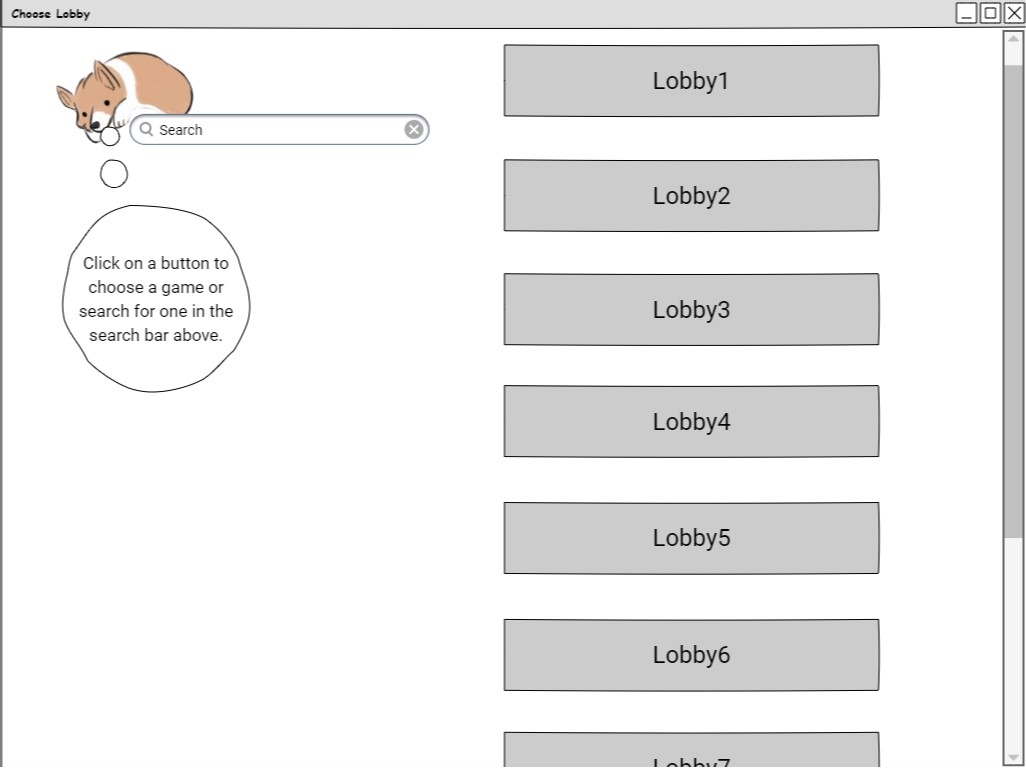 Choose Lobby
Search
Click on a button to
choose a game or
search for one in the
search bar above.
Lobby1
Lobby2
Lobby3
Lobby4
Lobby5
Lobby6
Lobby7